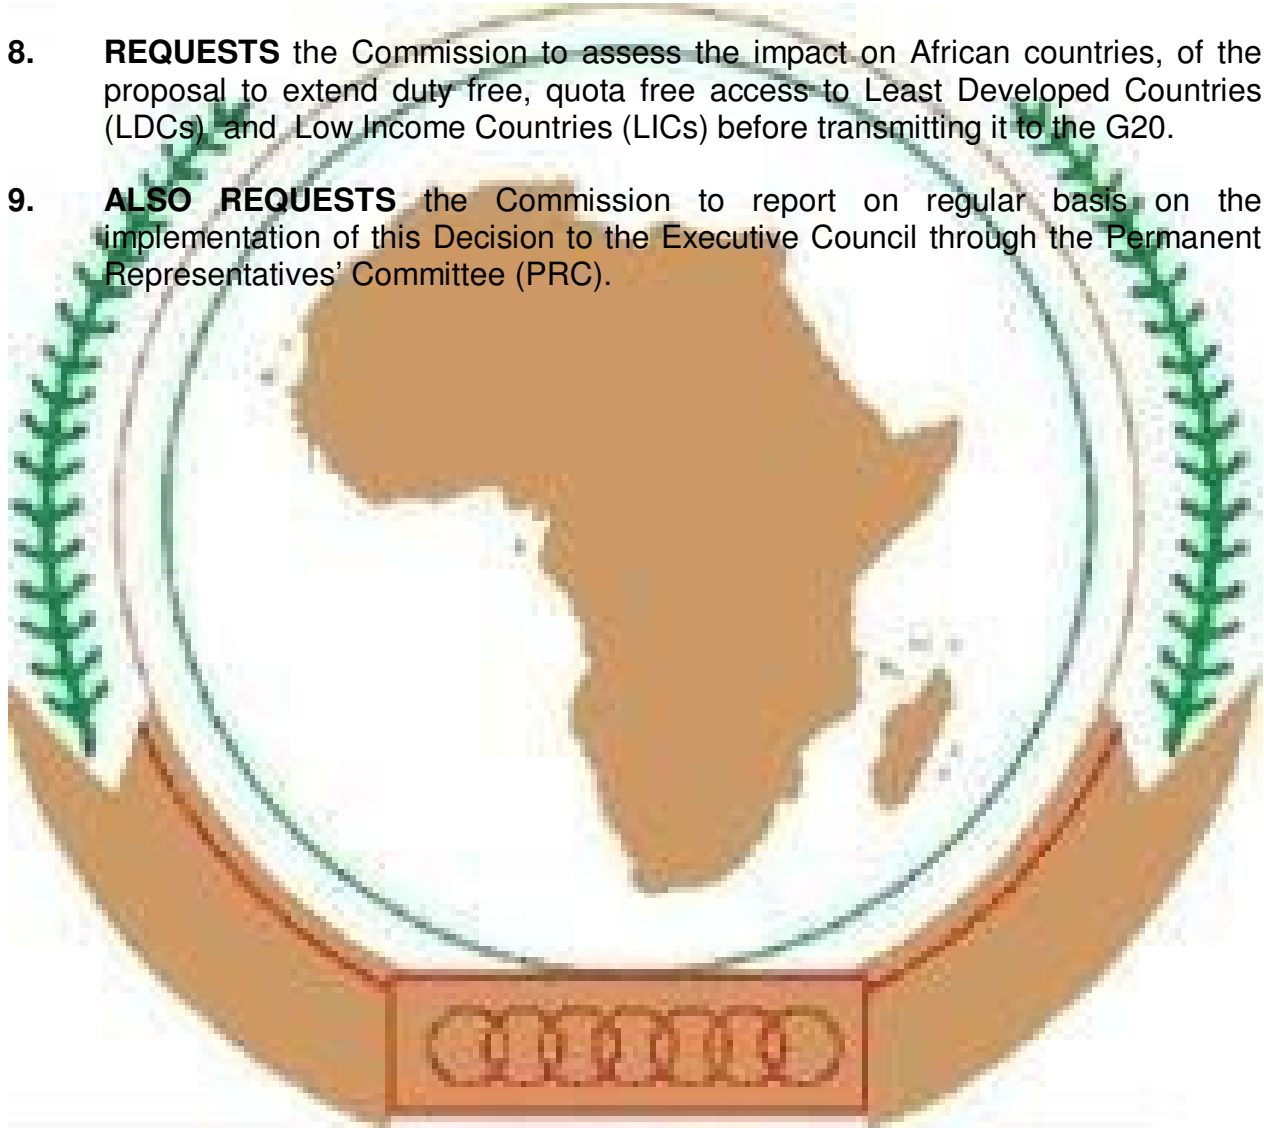 8. REQUESTS the Commission to assess the impact on African countries, of the
proposal to extend duty free, quota free access to Least Developed Countries
(LDCs) and Low Income Countries (LICs) before transmitting it to the G20.
9. ALSO REQUESTS the Commission to report on regular basis on the
implementation of this Decision to the Executive Council through the Permanent
Representatives’ Committee (PRC).